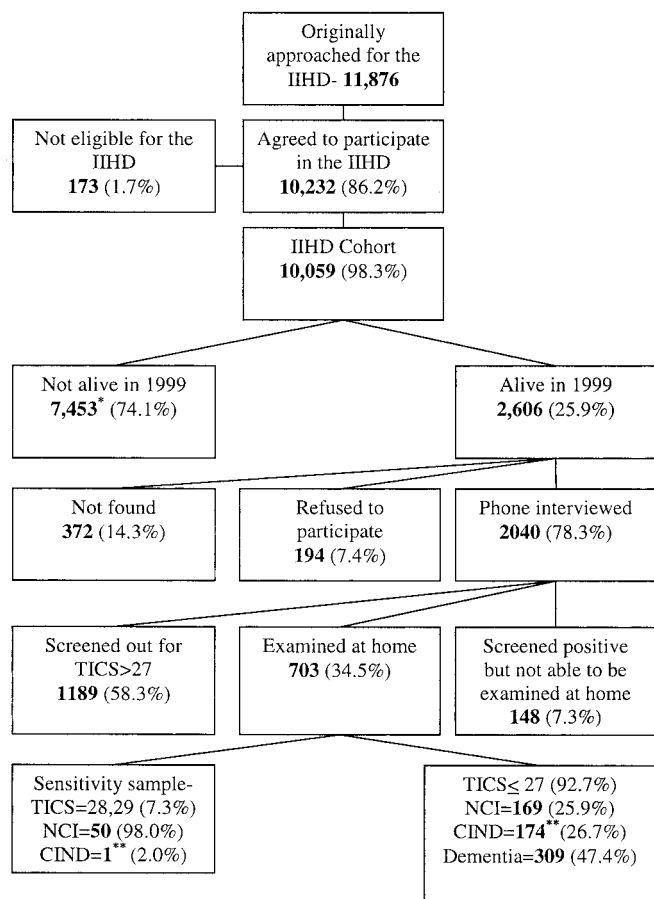 Originally
approached for the
IIHD- 11,876
Not eligible for the
IIHD
173 (1.7%)
Agreed to participate
in the IIHD
10,232 (86.2%)
IIHD Cohort
10,059 (98.3%)
Not alive in 1999
7,453* (74.1%)
Alive in 1999
2,606 (25.9%)
Not found
372 (14.3%)
Refused to
participate
194 (7.4%)
Phone interviewed
2040 (78.3%)
Screened out for
TICS>27
1189 (58.3%)
Examined at home
703 (34.5%)
Screened positive
but not able to be
examined at home
148 (7.3%)
Sensitivity sample-
TICS=28,29 (7.3%)
NCI=50 (98.0%)
CIND=1** (2.0%)
TICS≤ 27 (92.7%)
NCI=169 (25.9%)
CIND=174** (26.7%)
Dementia=309 (47.4%)